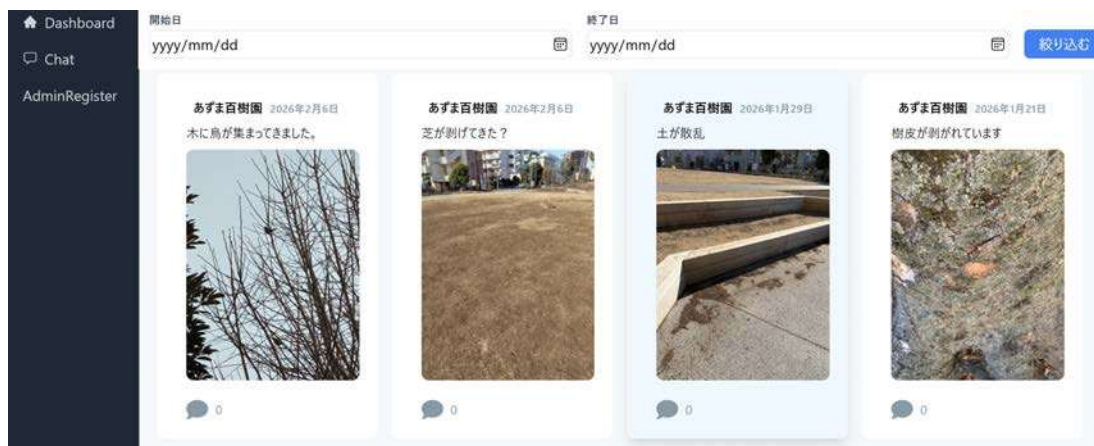 Dashboard
Chat
AdminRegister
開始日
yyyy/mm/dd
終了日
yyyy/mm/dd
絞り込む
あずま百樹園 2026年2月6日
木に鳥が集まってきました。
0
あずま百樹園 2026年2月6日
芝が剥げてきた？
0
あずま百樹園 2026年1月29日
土が散乱
0
あずま百樹園 2026年1月21日
樹皮が剥がれています
0